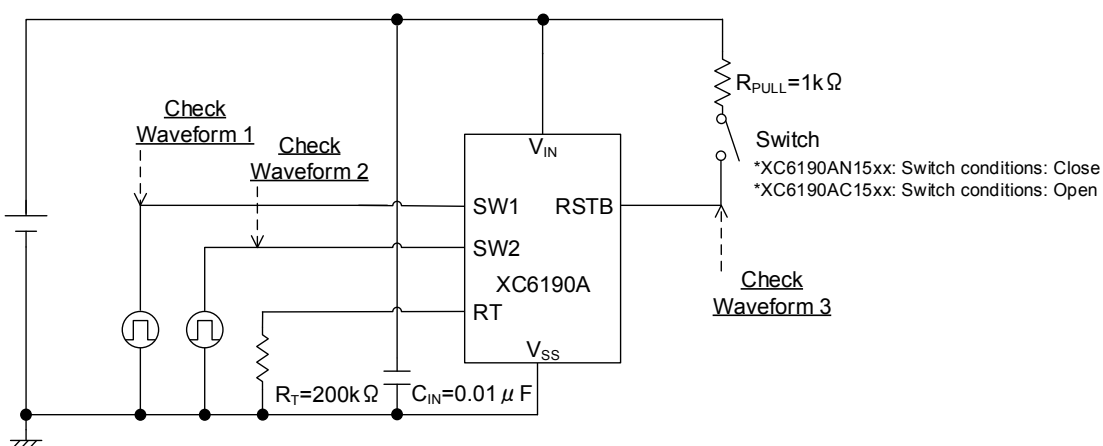 Check
Waveform 1
Check
Waveform 2
VIN
SW1
RSTB
SW2
XC6190A
RT
VSS
RPULL=1kΩ
Switch
*XC6190AN15xx: Switch conditions: Close
*XC6190AC15xx: Switch conditions: Open
Check
Waveform 3
RT=200kΩ
CIN=0.01μF